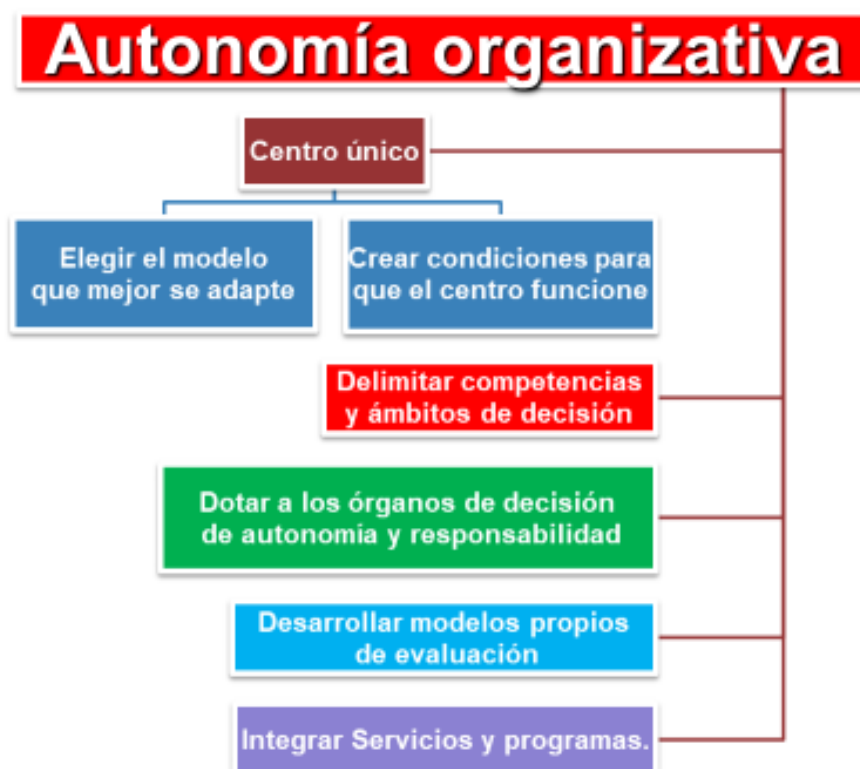 Autonomía organizativa
Centro único
Elegir el modelo
que mejor se adapte
Crear condiciones para
que el centro funcione
Delimitar competencias
y ámbitos de decisión
Dotar a los órganos de decisión
de autonomía y responsabilidad
Desarrollar modelos propios
de evaluación
Integrar Servicios y programas.